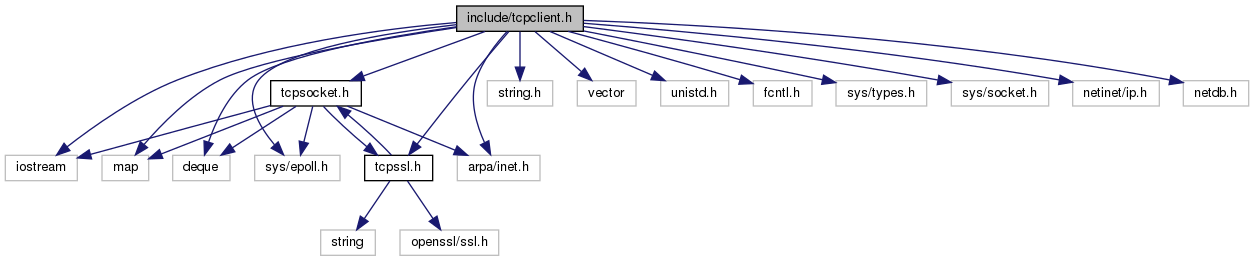 include/tcpclient.h
tcpsocket.h
string.h
vector
unistd.h
fcntl.h
sys/types.h
sys/socket.h
netinet/ip.h
netdb.h
iostream
map
deque
sys/epoll.h
tcpssl.h
arpa/inet.h
string
openssl/ssl.h